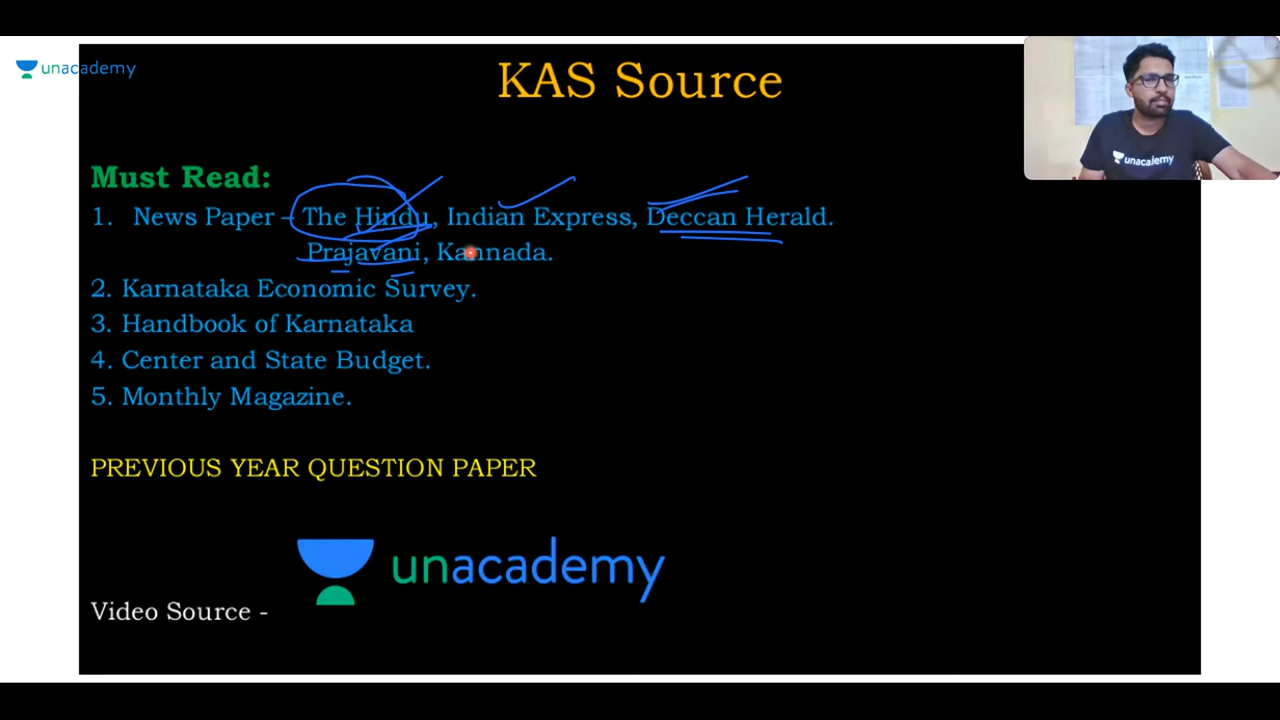 unacademy
KAS Source
unacademy
Must Read:
1. News Paper – The Hindu, Indian Express, Deccan Herald.
Prajavani, Kannada.
2. Karnataka Economic Survey.
3. Handbook of Karnataka
4. Center and State Budget.
5. Monthly Magazine.
PREVIOUS YEAR QUESTION PAPER
unacademy
Video Source -